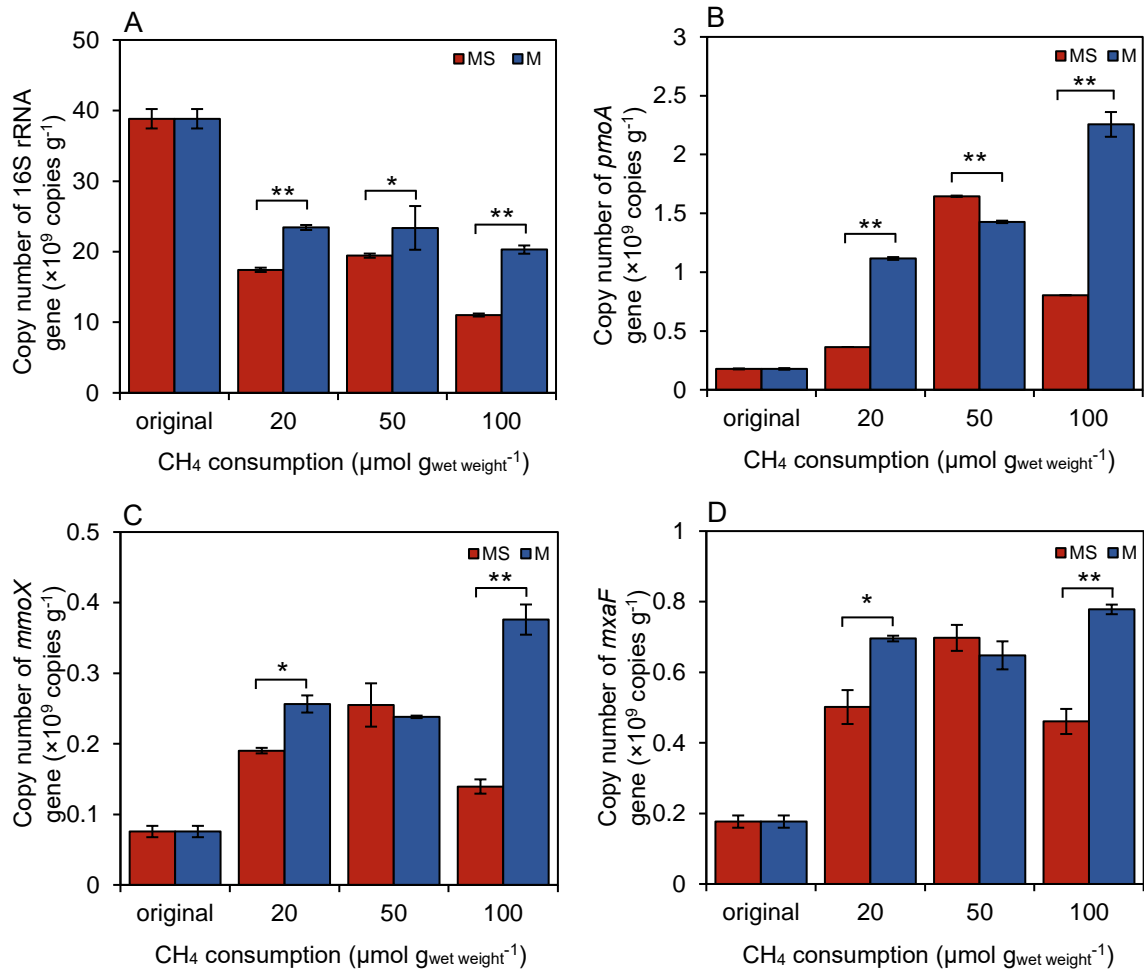 A
Copy number of 16S rRNA
gene (×10⁹ copies g⁻¹)
50
40
30
20
10
0
MS M
**
*
**
original 20 50 100
CH₄ consumption (µmol gwet weight⁻¹)
B
Copy number of pmoA
gene (×10⁹ copies g⁻¹)
3
2.5
2
1.5
1
0.5
0
MS M
**
**
**
original 20 50 100
CH₄ consumption (µmol gwet weight⁻¹)
C
Copy number of mmoX
gene (×10⁹ copies g⁻¹)
0.5
0.4
0.3
0.2
0.1
0
MS M
*
**
original 20 50 100
CH₄ consumption (µmol gwet weight⁻¹)
D
Copy number of mxaF
gene (×10⁹ copies g⁻¹)
1
0.8
0.6
0.4
0.2
0
MS M
*
**
original 20 50 100
CH₄ consumption (µmol gwet weight⁻¹)